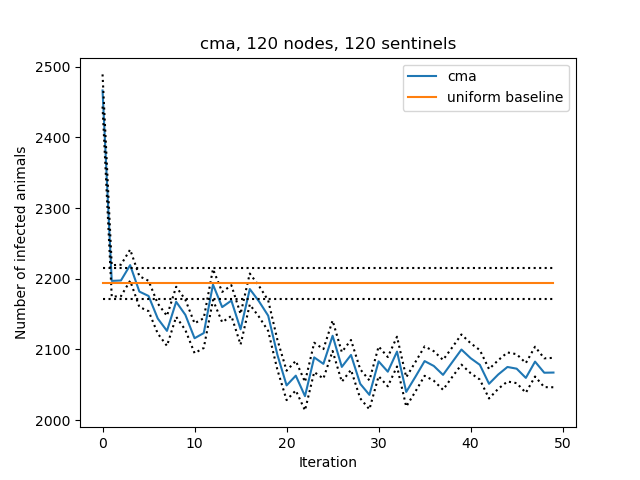 cma, 120 nodes, 120 sentinels
2500
2400
2300
2200
2100
2000
Number of infected animals
cma
uniform baseline
0 10 20 30 40 50
Iteration